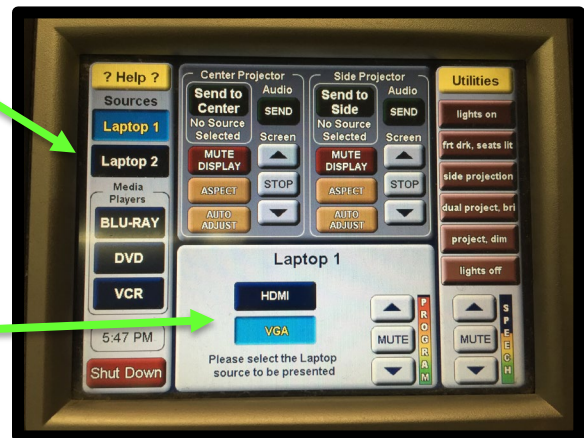 ? Help ?
Sources
Laptop 1
Laptop 2
Media
Players
BLU-RAY
DVD
VCR
5:47 PM
Shut Down
Center Projector
Send to
Center
No Source
Selected
Audio
SEND
Screen
MUTE
DISPLAY
STOP
ASPECT
AUTO
ADJUST
Side Projector
Send to
Side
No Source
Selected
Audio
SEND
Screen
MUTE
DISPLAY
STOP
ASPECT
AUTO
ADJUST
Laptop 1
HDMI
VGA
Please select the Laptop
source to be presented
MUTE
PROGRAM
Utilities
lights on
frt drk, seats lit
side projection
dual project, bri
project, dim
lights off
MUTE
SPEECH